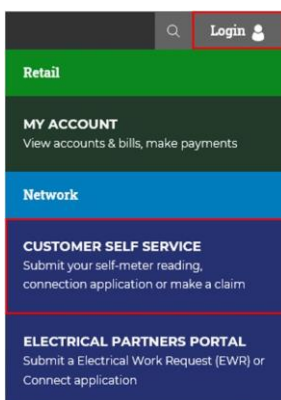 Login
Retail
MY ACCOUNT
View accounts & bills, make payments
Network
CUSTOMER SELF SERVICE
Submit your self-meter reading,
connection application or make a claim
ELECTRICAL PARTNERS PORTAL
Submit a Electrical Work Request (EWR) or
Connect application